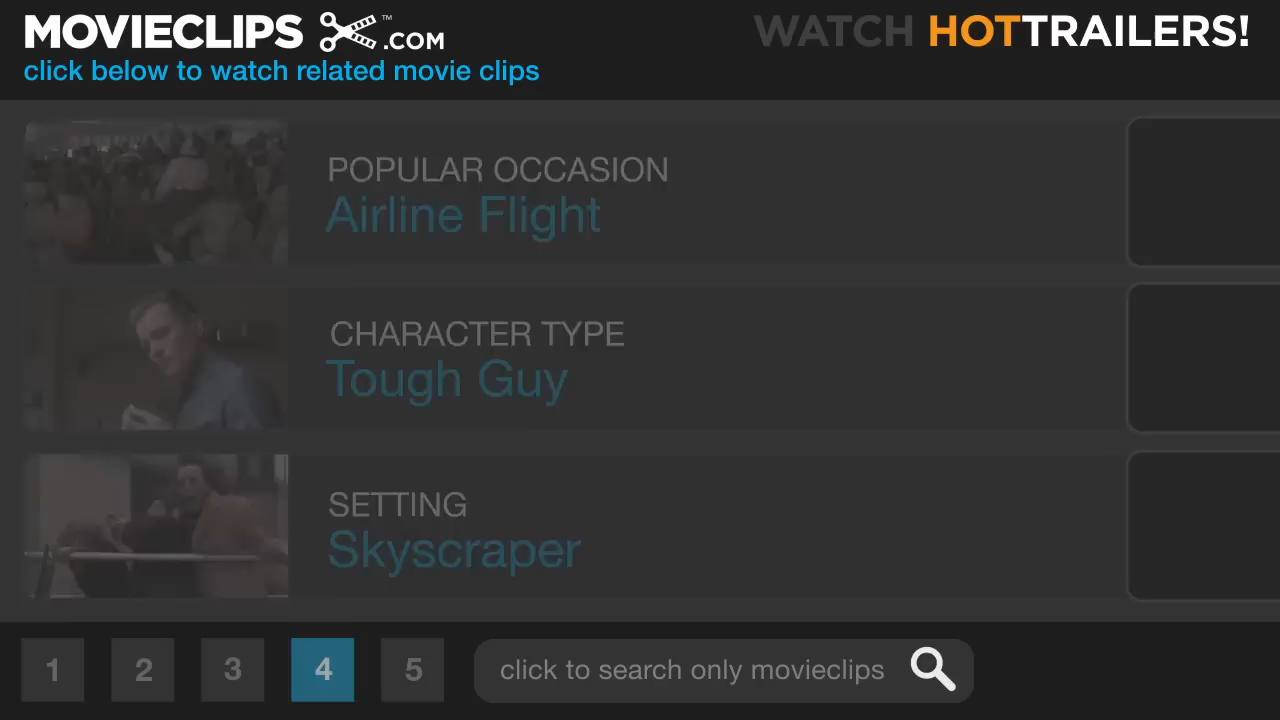 MOVIECLIPS ™ .COM
WATCH HOTTRAILERS!
click below to watch related movie clips
POPULAR OCCASION
Airline Flight
CHARACTER TYPE
Tough Guy
SETTING
Skyscraper
1 2 3 4 5 click to search only movieclips